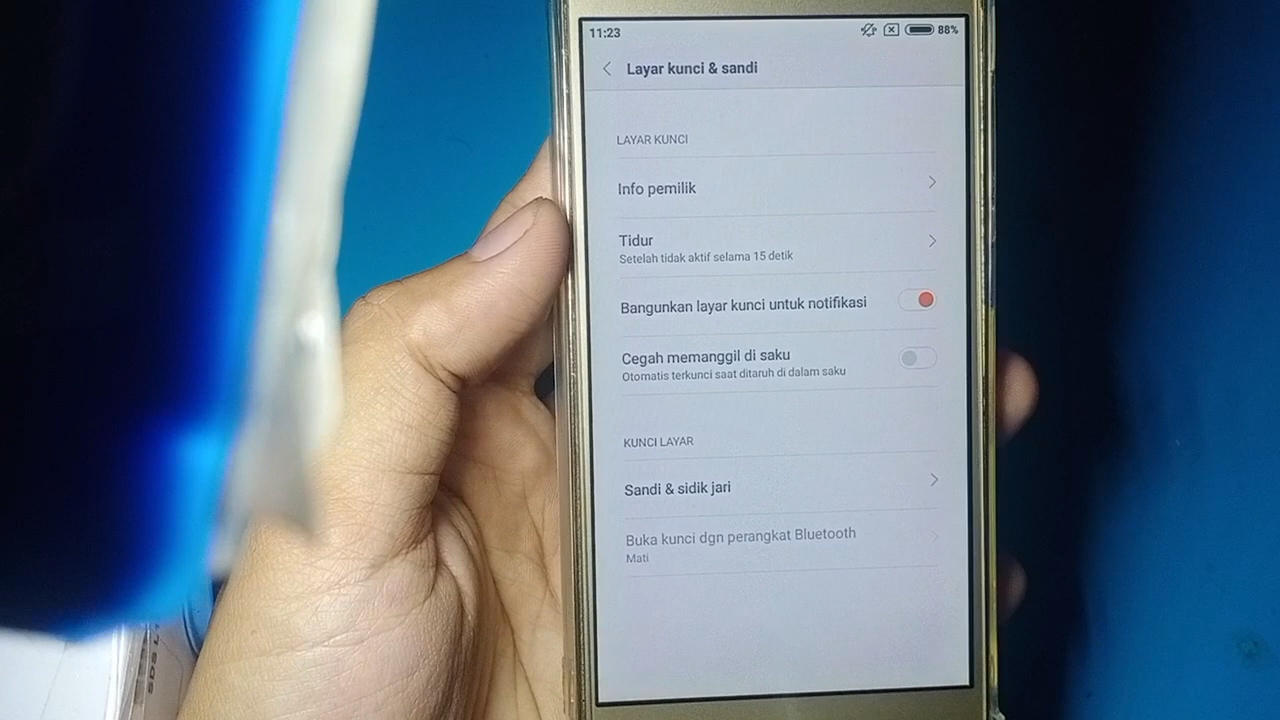 11:23
88%
Layar kunci & sandi
LAYAR KUNCI
Info pemilik
Tidur
Setelah tidak aktif selama 15 detik
Bangunkan layar kunci untuk notifikasi
Cegah memanggil di saku
Otomatis terkunci saat ditaruh di dalam saku
KUNCI LAYAR
Sandi & sidik jari
Buka kunci dgn perangkat Bluetooth
Mati